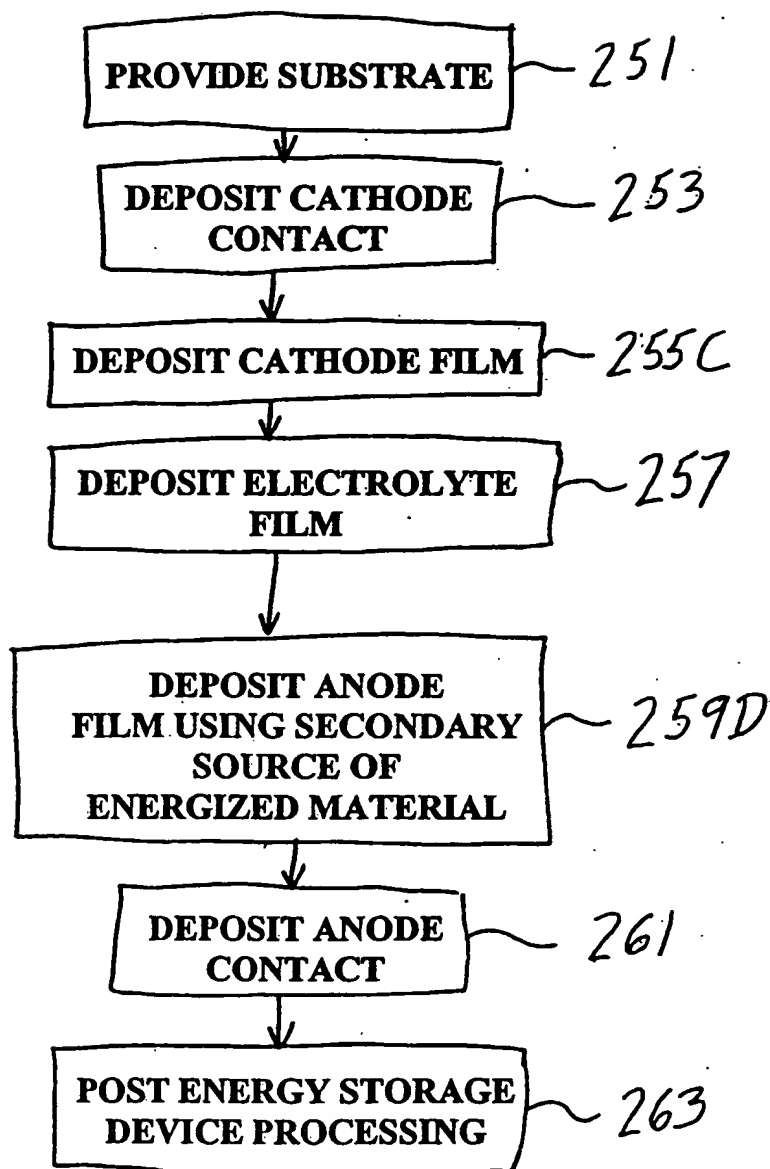 PROVIDE SUBSTRATE 251
DEPOSIT CATHODE
CONTACT
253
DEPOSIT CATHODE FILM 255C
DEPOSIT ELECTROLYTE
FILM
257
DEPOSIT ANODE
FILM USING SECONDARY
SOURCE OF
ENERGIZED MATERIAL
259D
DEPOSIT ANODE
CONTACT
261
POST ENERGY STORAGE
DEVICE PROCESSING
263